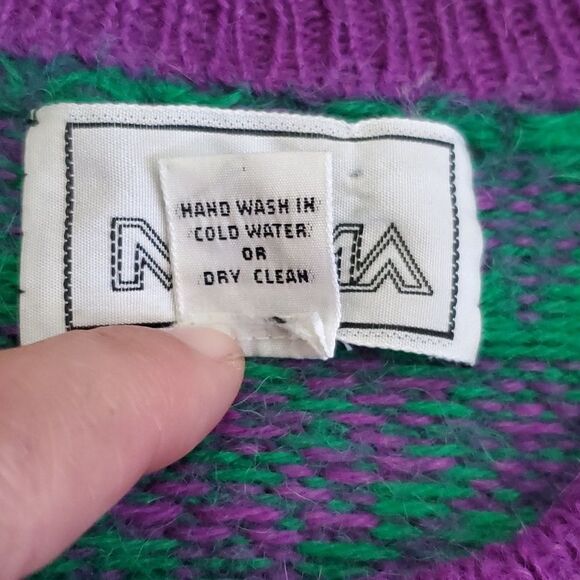 HAND WASH IN
COLD WATER
OR
DRY CLEAN